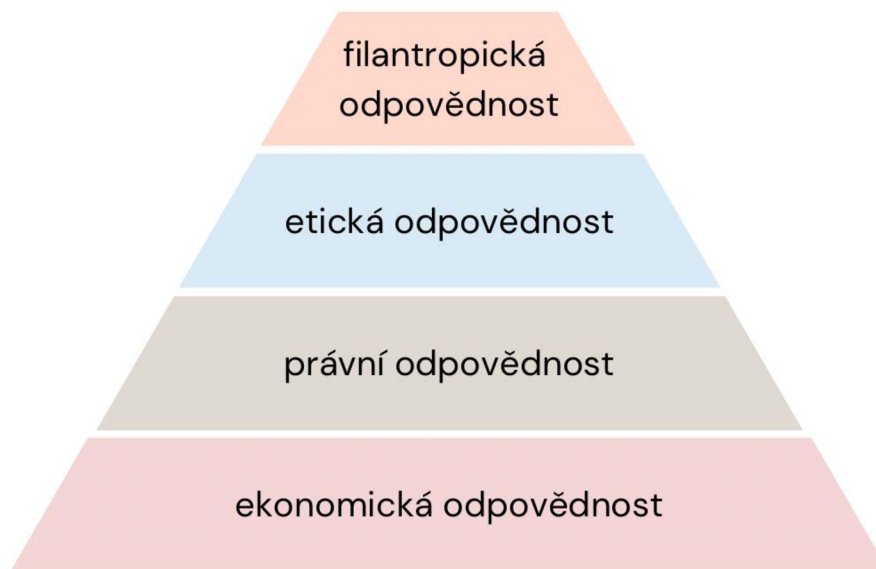 filantropická
odpovědnost
etická odpovědnost
právní odpovědnost
ekonomická odpovědnost